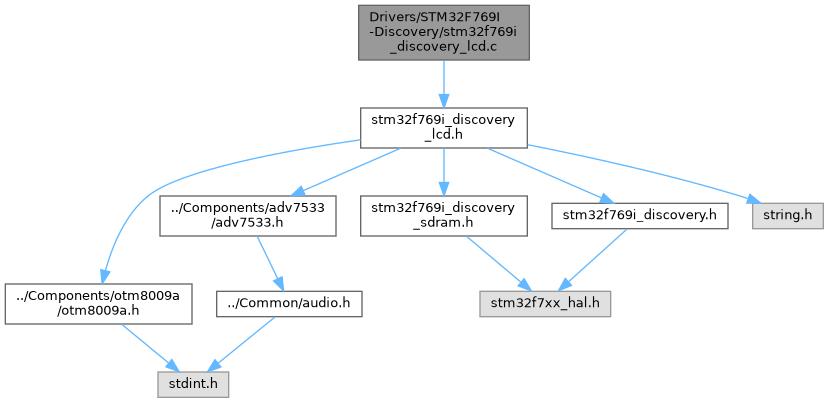 Drivers/STM32F769I
-Discovery/stm32f769i
_discovery_lcd.c
stm32f769i_discovery
_lcd.h
../Components/adv7533
/adv7533.h
stm32f769i_discovery
_sdram.h
stm32f769i_discovery.h
string.h
../Components/otm8009a
/otm8009a.h
../Common/audio.h
stm32f7xx_hal.h
stdint.h